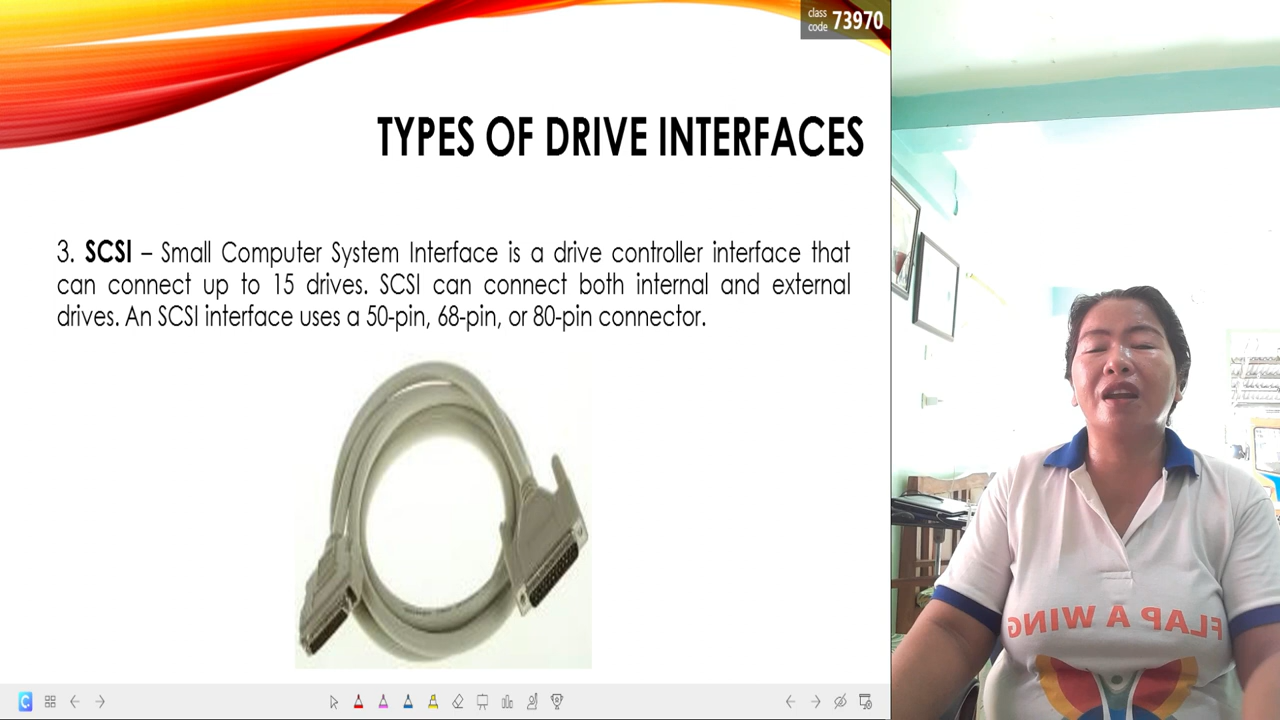 class
code 73970
TYPES OF DRIVE INTERFACES
3. SCSI – Small Computer System Interface is a drive controller interface that
can connect up to 15 drives. SCSI can connect both internal and external
drives. An SCSI interface uses a 50-pin, 68-pin, or 80-pin connector.
FLAP A WING